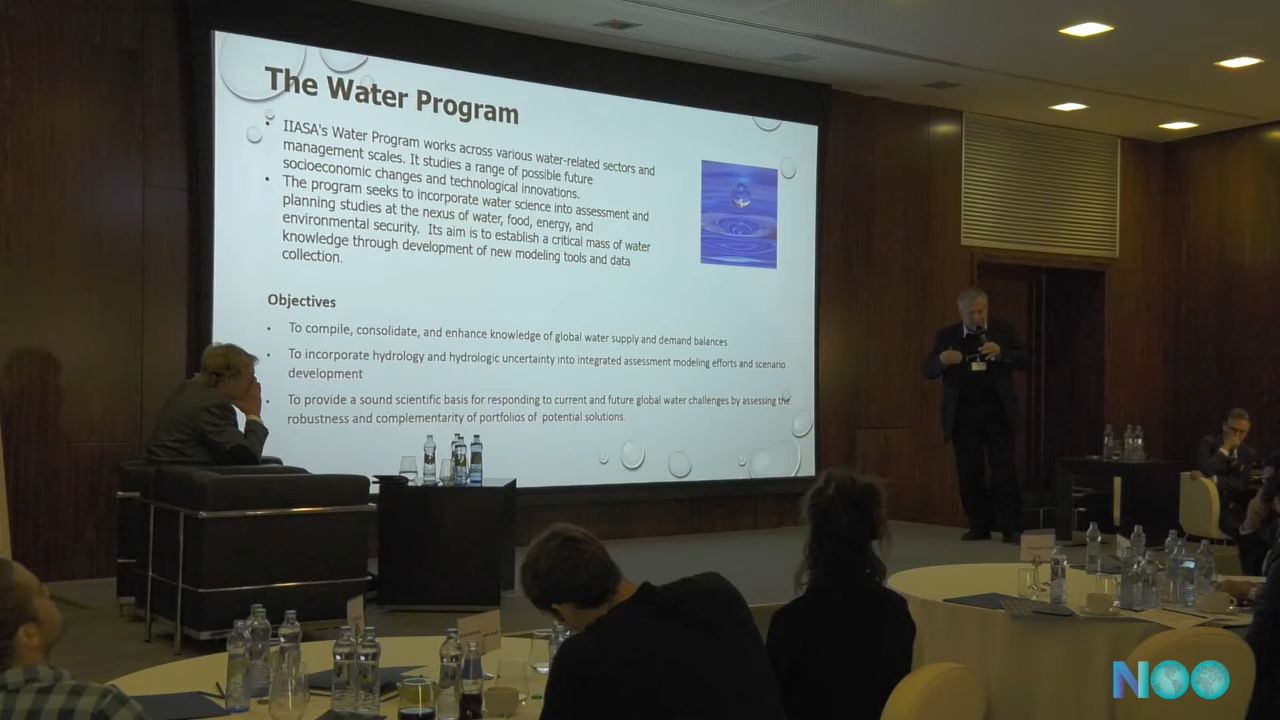 The Water Program
• IIASA's Water Program works across various water-related sectors and
management scales. It studies a range of possible future
socioeconomic changes and technological innovations.
• The program seeks to incorporate water science into assessment and
planning studies at the nexus of water, food, energy, and
environmental security. Its aim is to establish a critical mass of water
knowledge through development of new modeling tools and data
collection.
Objectives
• To compile, consolidate, and enhance knowledge of global water supply and demand balances
• To incorporate hydrology and hydrologic uncertainty into integrated assessment modeling efforts and scenario
development
• To provide a sound scientific basis for responding to current and future global water challenges by assessing the
robustness and complementarity of portfolios of potential solutions.
NOO